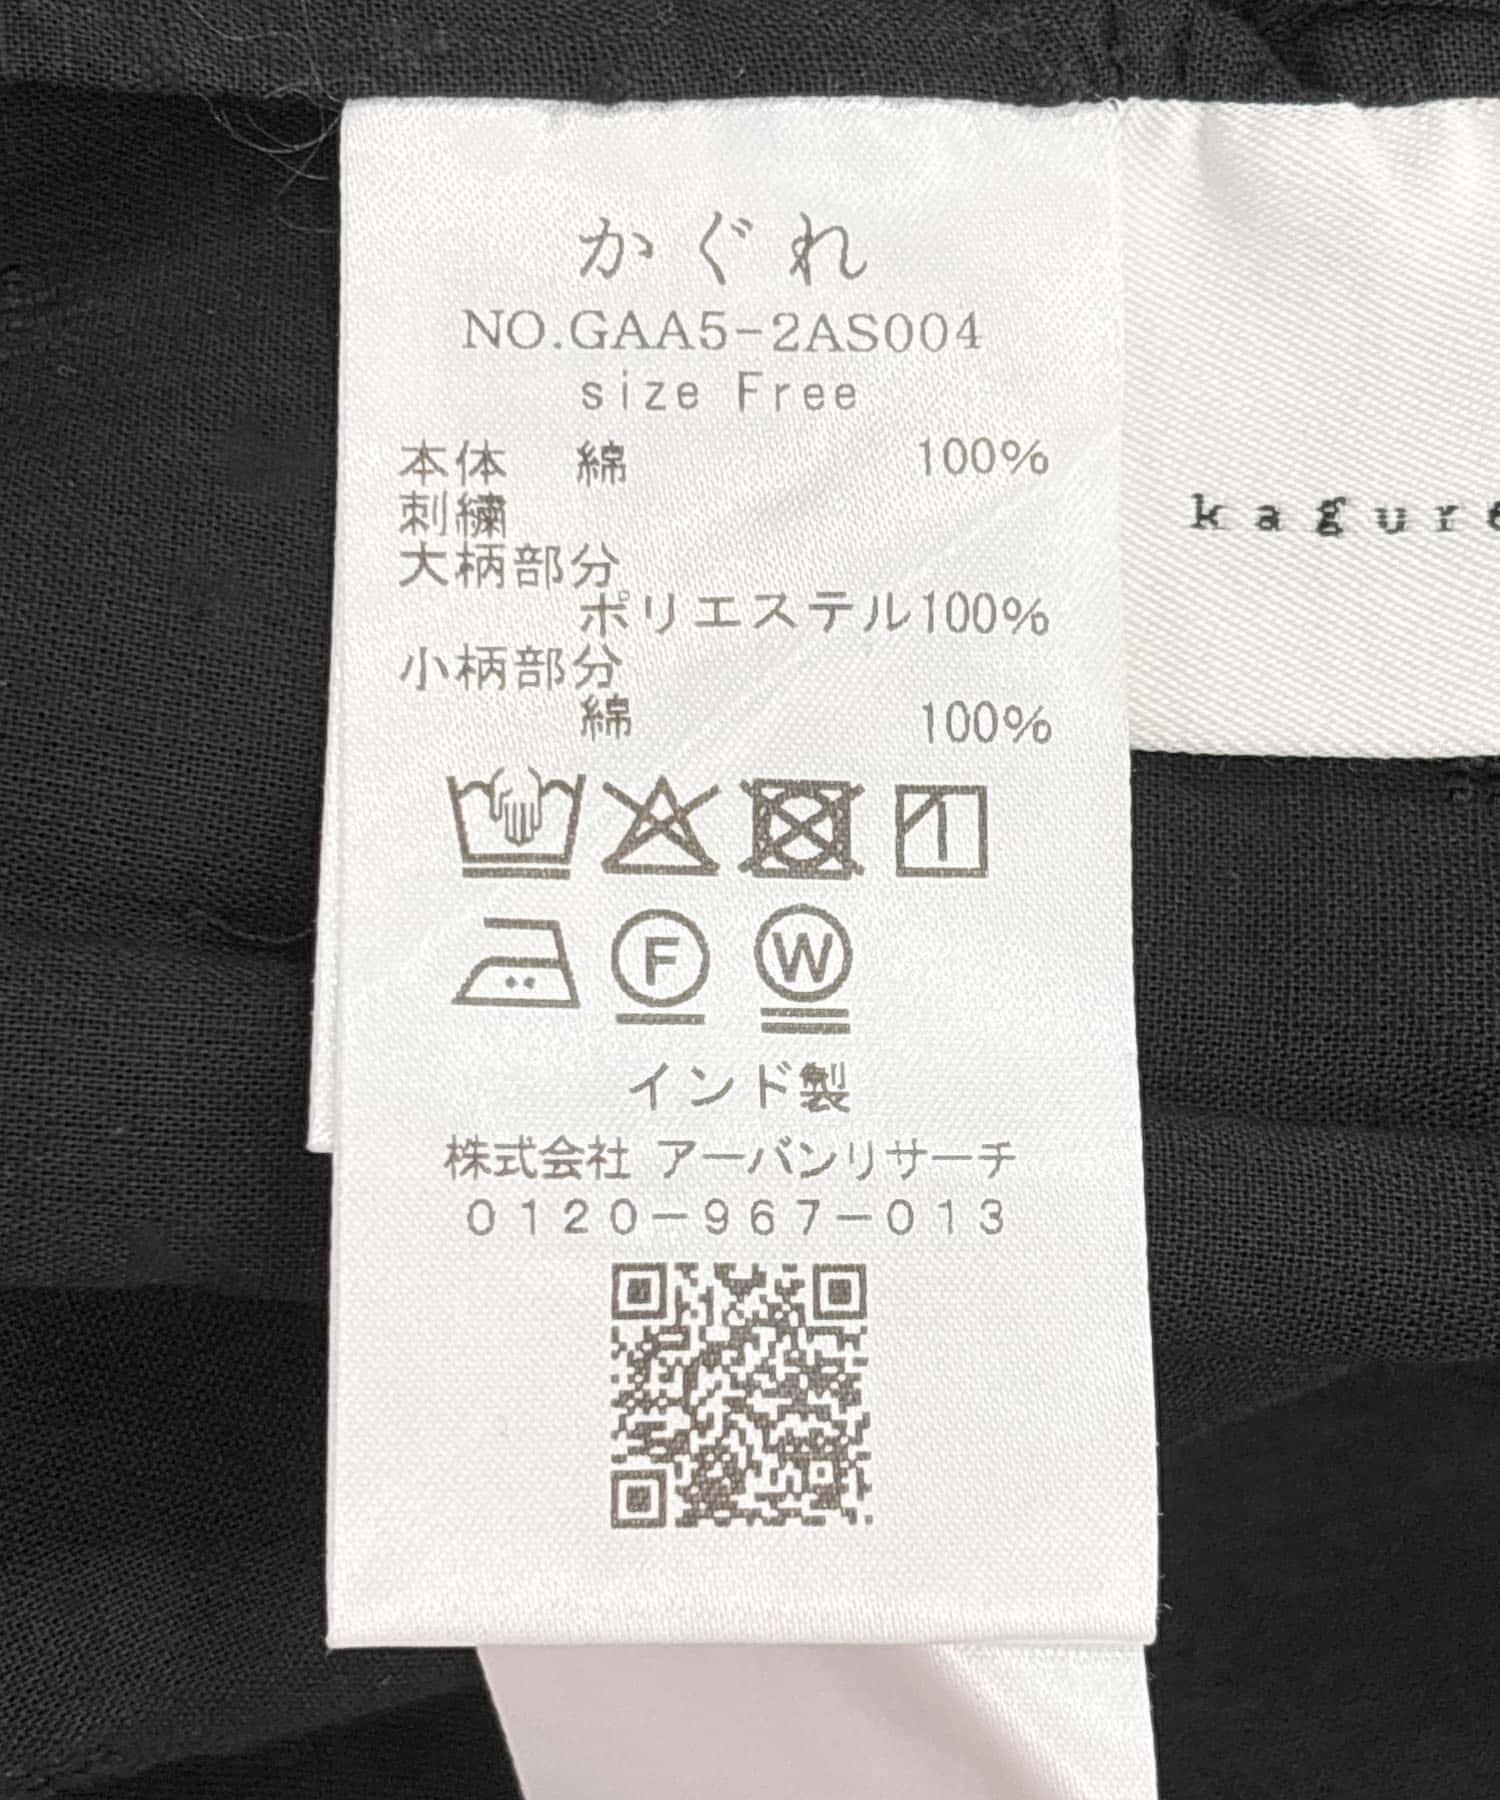 かぐれ
NO.GAA5-2AS004
size Free
本体 綿 100%
刺繍
大柄部分
ポリエステル100%
小柄部分
綿 100%
F W
インド製
株式会社 アーバンリサーチ
0120-967-013
kagure